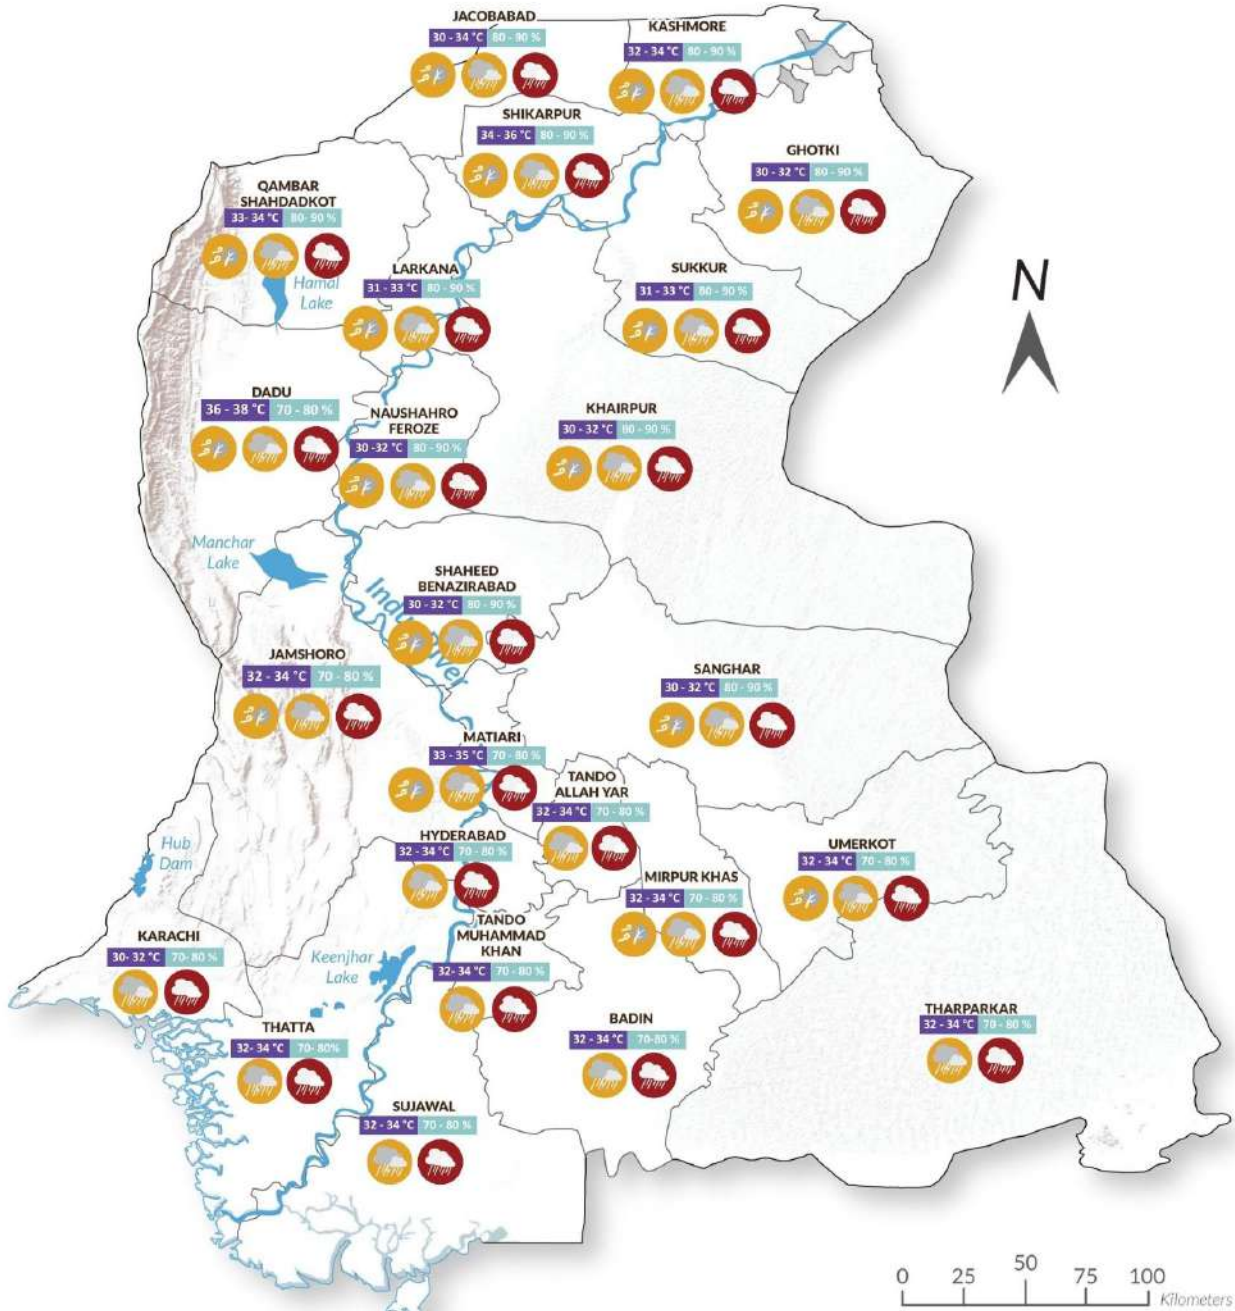 JACOBABAD
30 - 34 °C 80 - 90 %
KASHMORE
32 - 34 °C 80 - 90 %
SHIKARPUR
34 - 36 °C 80 - 90 %
GHOTKI
30 - 32 °C 80 - 90 %
QAMBAR
SHAHDADKOT
33- 34 °C 80- 90 %
Hamal
Lake
LARKANA
31 - 33 °C 80 - 90 %
SUKKUR
31 - 33 °C 80 - 90 %
N
DADU
36 - 38 °C 70 - 80 %
NAUSHAHRO
FEROZE
30 -32 °C 80 - 90 %
KHAIRPUR
30 - 32 °C 80 - 90 %
Manchar
Lake
SHAHEED
BENAZIRABAD
30 - 32 °C 80 - 90 %
Indus River
JAMSHORO
32 - 34 °C 70 - 80 %
SANGHAR
30 - 32 °C 80 - 90 %
MATIARI
33 - 35 °C 70 - 80 %
TANDO
ALLAH YAR
32 - 34 °C 70 - 80 %
Hub
Dam
HYDERABAD
32 - 34 °C 70 - 80 %
UMERKOT
32 - 34 °C 70 - 80 %
MIRPUR KHAS
32 - 34 °C 70 - 80 %
KARACHI
30- 32 °C 70- 80 %
Keenjhar
Lake
TANDO
MUHAMMAD
KHAN
32- 34 °C 70 - 80 %
THATTA
32- 34 °C 70- 80%
BADIN
32 - 34 °C 70-80 %
THARPARKAR
32 - 34 °C 70 - 80 %
SUJAWAL
32 - 34 °C 70 - 80 %
0 25 50 75 100
Kilometers